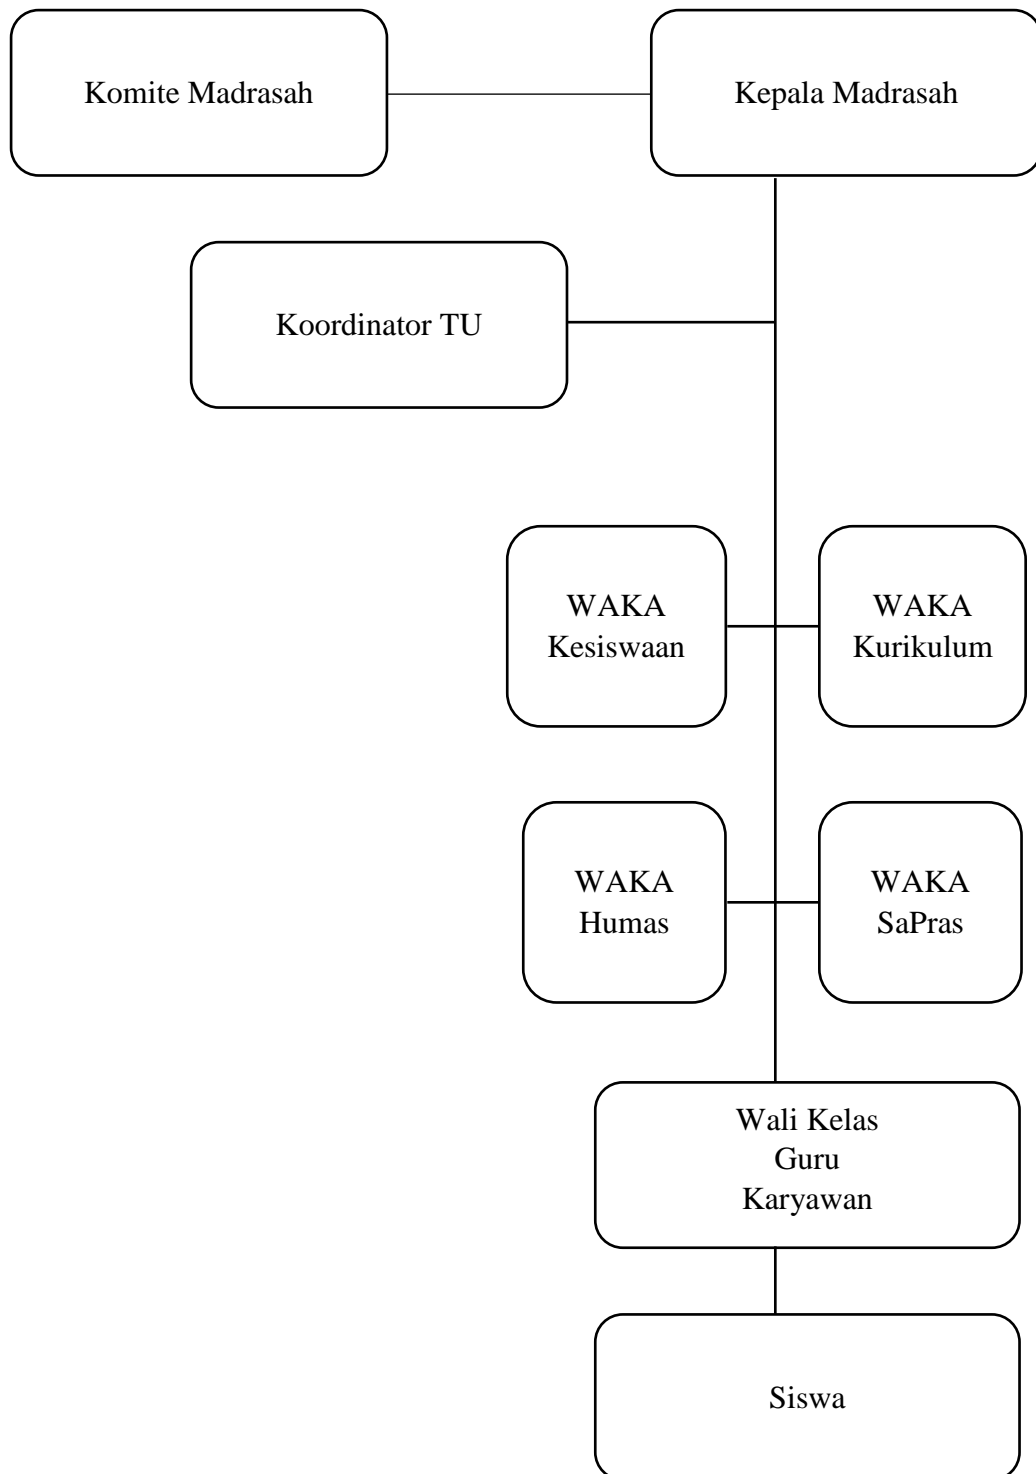 Komite Madrasah
Kepala Madrasah
Koordinator TU
WAKA
Kesiswaan
WAKA
Kurikulum
WAKA
Humas
WAKA
SaPras
Wali Kelas
Guru
Karyawan
Siswa